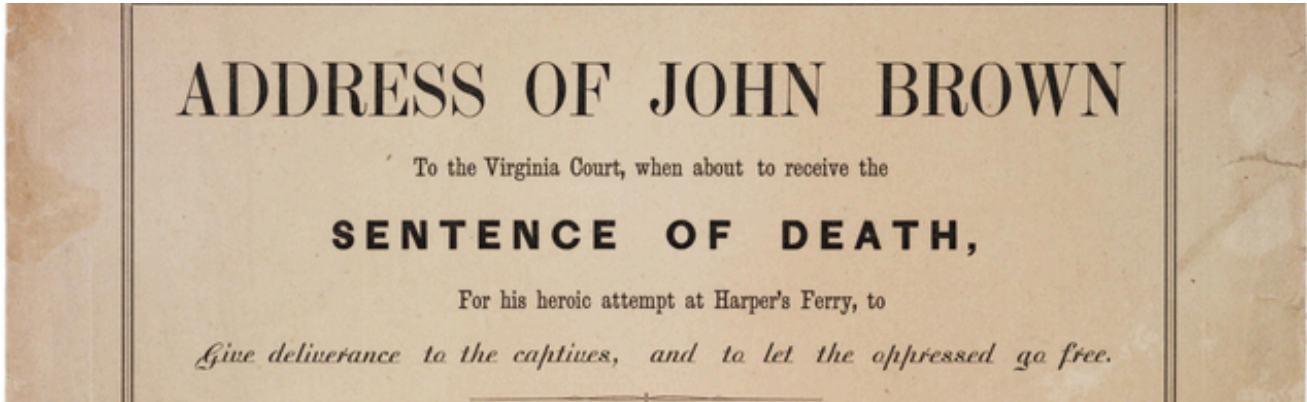 ADDRESS OF JOHN BROWN
To the Virginia Court, when about to receive the
SENTENCE OF DEATH,
For his heroic attempt at Harper's Ferry, to
Give deliverance to the captives, and to let the oppressed go free.